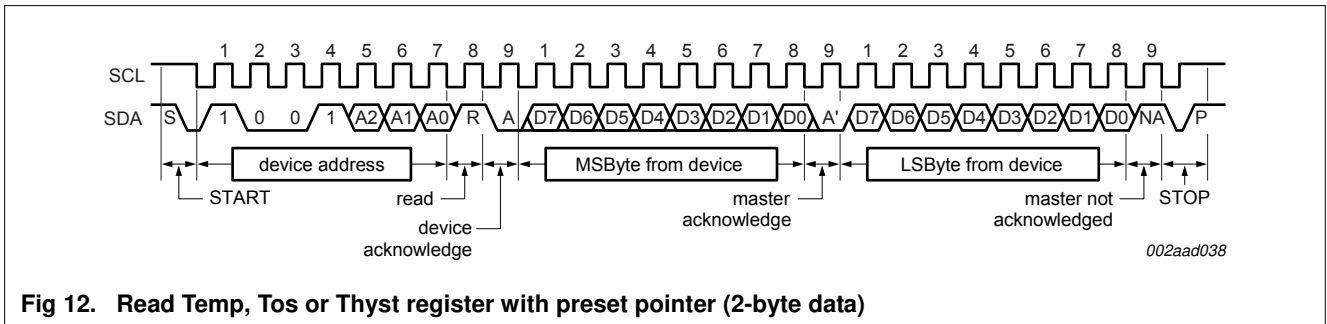 1 2 3 4 5 6 7 8 9 1 2 3 4 5 6 7 8 9 1 2 3 4 5 6 7 8 9
SCL
SDA S 1 0 0 1 A2 A1 A0 R A D7 D6 D5 D4 D3 D2 D1 D0 A' D7 D6 D5 D4 D3 D2 D1 D0 NA P
device address MSByte from device LSByte from device
START read master master not STOP
acknowledge acknowledged
device
acknowledge
002aad038
Fig 12. Read Temp, Tos or Thyst register with preset pointer (2-byte data)